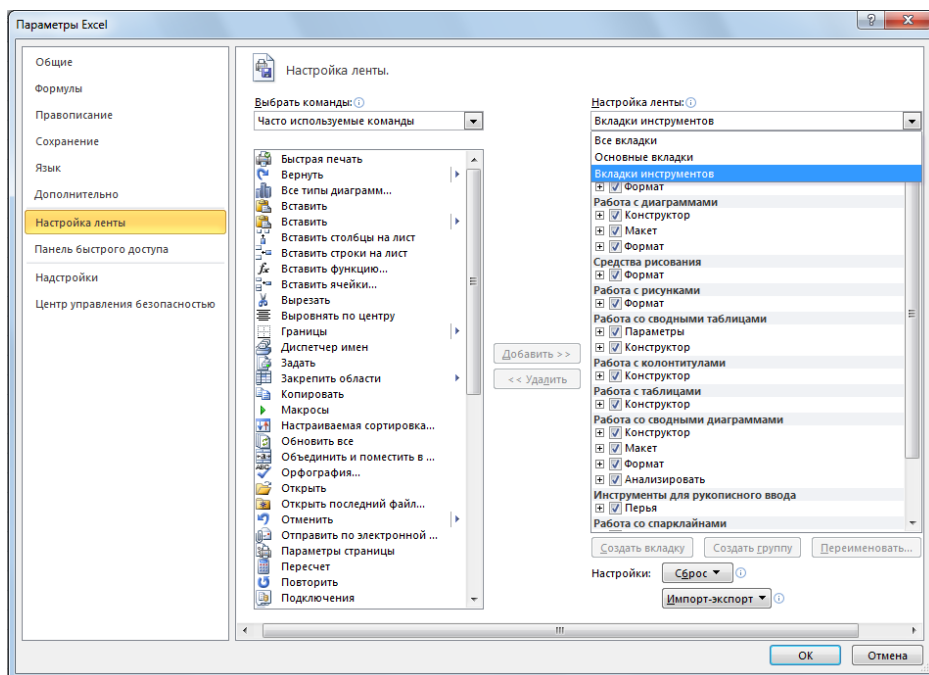 Параметры Excel
Общие
Формулы
Правописание
Сохранение
Язык
Дополнительно
Настройка ленты
Панель быстрого доступа
Надстройки
Центр управления безопасностью
Настройка ленты.
Выбрать команды:
Часто используемые команды
Быстрая печать
Вернуть
Все типы диаграмм...
Вставить
Вставить
Вставить столбцы на лист
Вставить строки на лист
Вставить функцию...
Вставить ячейки...
Вырезать
Выровнять по центру
Границы
Диспетчер имен
Задать
Закрепить области
Копировать
Макросы
Настраиваемая сортировка...
Обновить все
Объединить и поместить в ...
Орфография...
Открыть
Открыть последний файл...
Отменить
Отправить по электронной ...
Параметры страницы
Пересчет
Повторить
Подключения
Добавить >>
<< Удалить
Настройка ленты:
Вкладки инструментов
Все вкладки
Основные вкладки
Вкладки инструментов
Формат
Работа с диаграммами
Конструктор
Макет
Формат
Средства рисования
Формат
Работа с рисунками
Формат
Работа со сводными таблицами
Параметры
Конструктор
Работа с колонтитулами
Конструктор
Работа с таблицами
Конструктор
Работа со сводными диаграммами
Конструктор
Макет
Формат
Анализировать
Инструменты для рукописного ввода
Перья
Работа со спарклайнами
Создать вкладку Создать группу Переименовать...
Настройки: Сброс
Импорт-экспорт
ОК Отмена